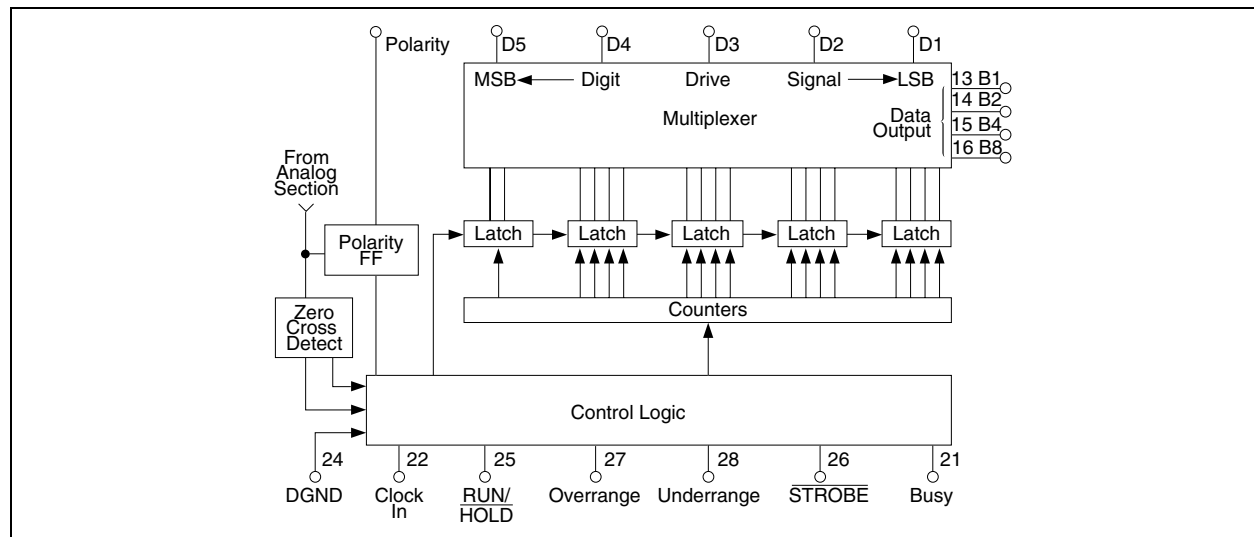 Polarity
D5
D4
D3
D2
D1
MSB
Digit
Drive
Signal
LSB
Multiplexer
Data
Output
13 B1
14 B2
15 B4
16 B8
From
Analog
Section
Polarity
FF
Latch
Latch
Latch
Latch
Latch
Zero
Cross
Detect
Counters
Control Logic
24
22
25
27
28
26
21
DGND
Clock
In
RUN/
HOLD
Overrange
Underrange
STROBE
Busy